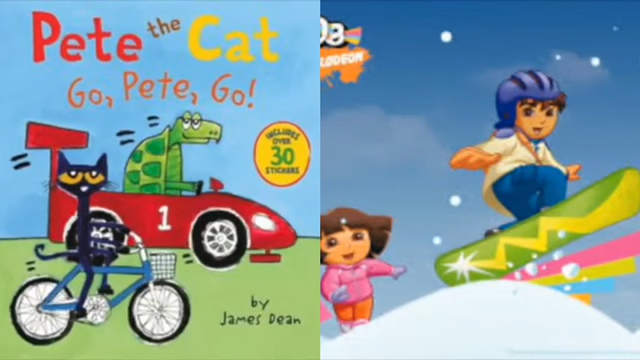 Pete the Cat
Go, Pete, Go!
INCLUDES
OVER
30
STICKERS
1
by
James Dean